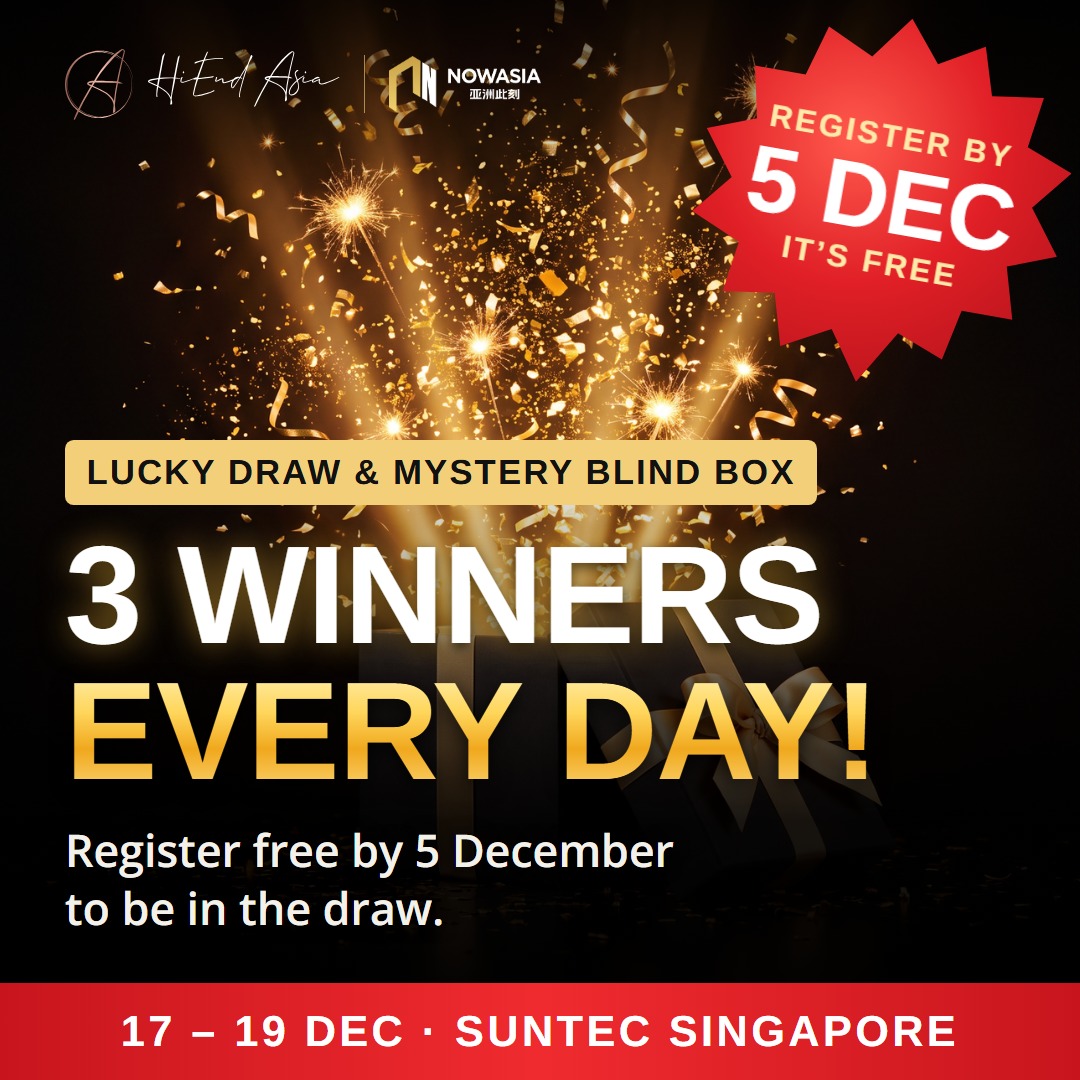 HiEnd Asia
NOWASIA
亚洲此刻
REGISTER BY
5 DEC
IT’S FREE
LUCKY DRAW & MYSTERY BLIND BOX
3 WINNERS
EVERY DAY!
Register free by 5 December
to be in the draw.
17 – 19 DEC · SUNTEC SINGAPORE